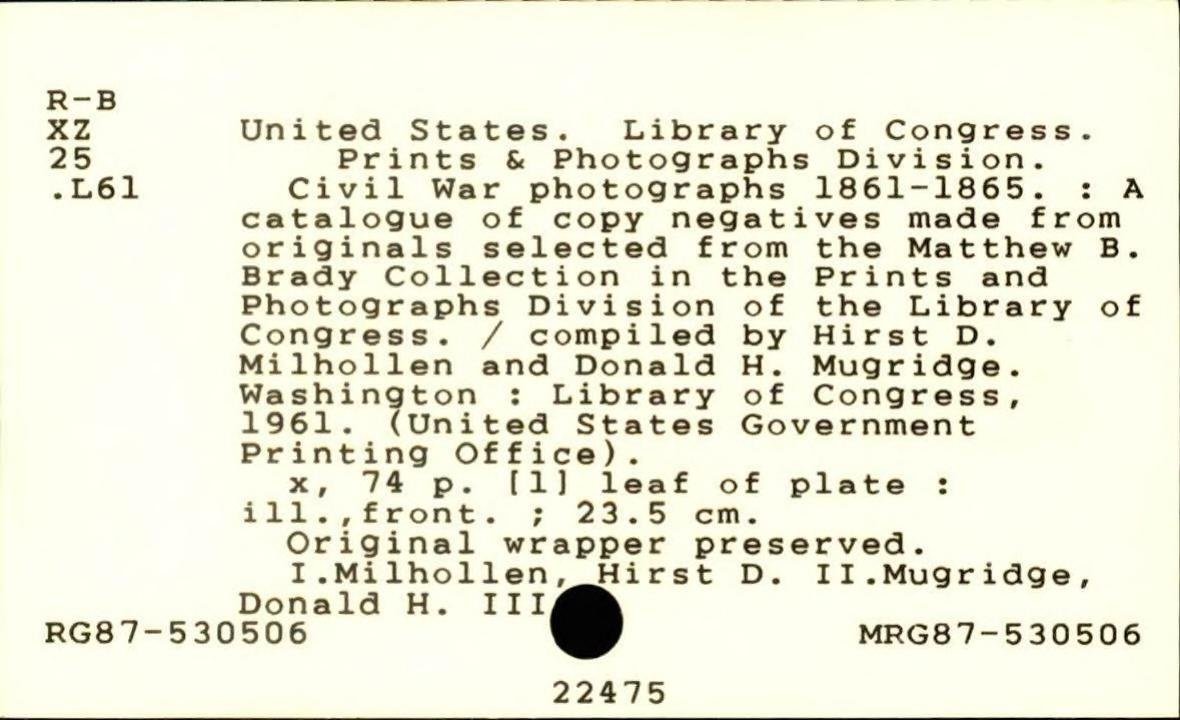 R-B
XZ United States. Library of Congress.
25 Prints & Photographs Division.
.L61 Civil War photographs 1861-1865. : A
catalogue of copy negatives made from
originals selected from the Matthew B.
Brady Collection in the Prints and
Photographs Division of the Library of
Congress. / compiled by Hirst D.
Milhollen and Donald H. Mugridge.
Washington : Library of Congress,
1961. (United States Government
Printing Office).
x, 74 p. [1] leaf of plate :
ill.,front. ; 23.5 cm.
Original wrapper preserved.
I.Milhollen, Hirst D. II.Mugridge,
Donald H. III
RG87-530506 MRG87-530506
22475